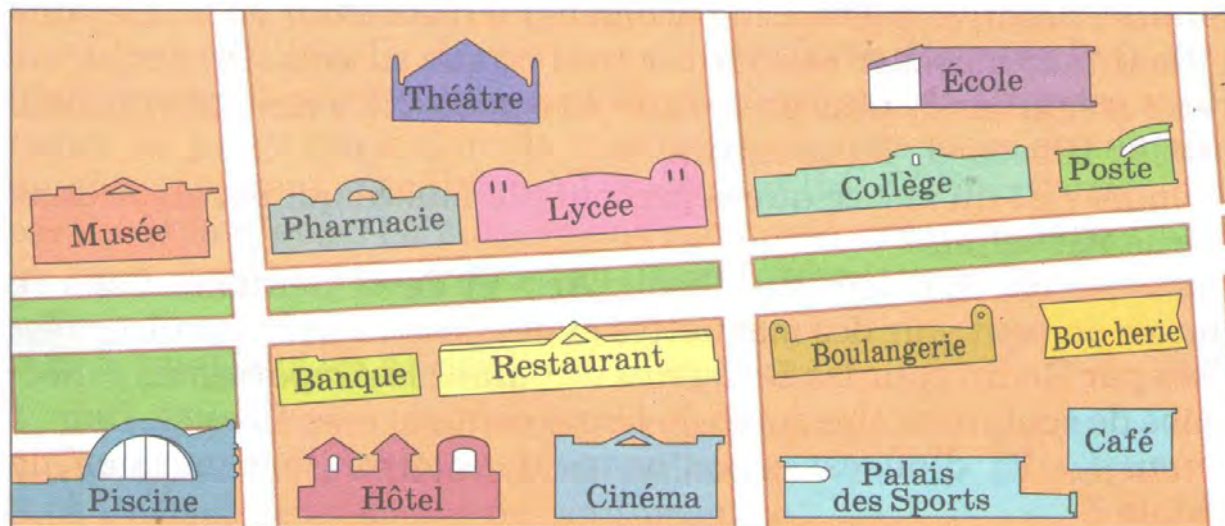 Théâtre
École
Musée
Pharmacie
Lycée
Collège
Poste
Banque
Restaurant
Boulangerie
Boucherie
Piscine
Hôtel
Cinéma
Palais
des Sports
Café